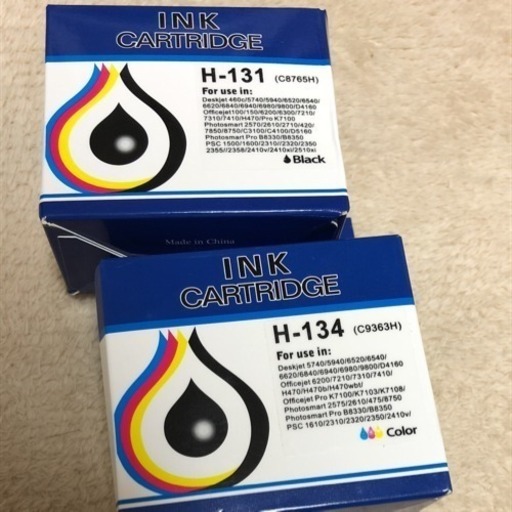 INK
CARTRIDGE
H-131 (C8765H)
For use in:
Deskjet 460c/5740/5940/6520/6540/
6620/6840/6940/6980/9800/D4160
Officejet100/150/6200/6300/7210/
7310/7410/H470/Pro K7100
Photosmart 2570/2610/2710/420/
7850/8750/C3100/C4100/D5160
Photosmart Pro B8330/B8350
PSC 1500/1600/2310//2320/2350
2355//2358/2410v/2410xi/2510xi
Black
Made in China
INK
CARTRIDGE
H-134 (C9363H)
For use in:
Deskjet 5740/5940/6520/6540/
6620/6840/6940/6980/9800/D4160
Officejet 6200/7210/7310/7410/
H470/H470b/H470wbt/
Officejet Pro K7100/K7103/K7108/
Photosmart 2575/2610/475/8750
Photosmart Pro B8330/B8350
PSC 1610/2310/2320/2350/2410v/
Color